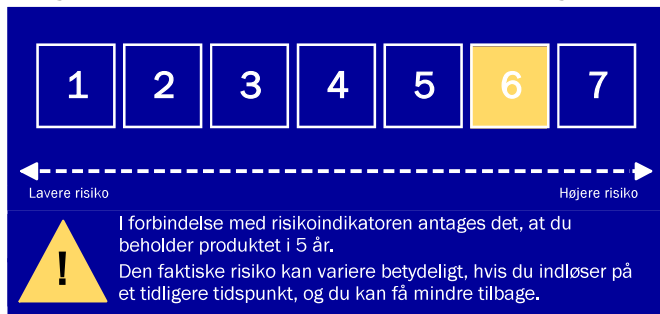 1 2 3 4 5 6 7
Lavere risiko Højere risiko
!
I forbindelse med risikoindikatoren antages det, at du
beholder produktet i 5 år.
Den faktiske risiko kan variere betydeligt, hvis du indløser på
et tidligere tidspunkt, og du kan få mindre tilbage.